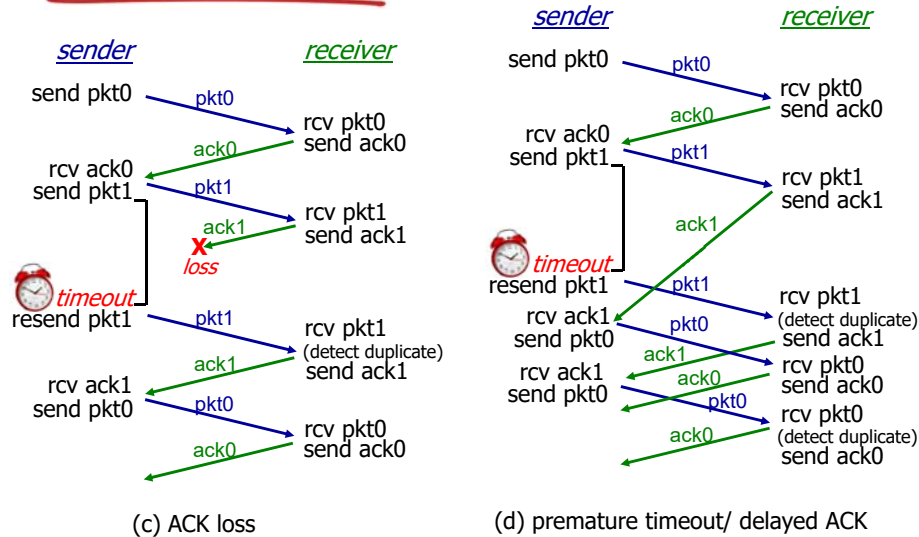 sender
receiver
send pkt0
pkt0
rcv pkt0
send ack0
ack0
rcv ack0
send pkt1
pkt1
rcv pkt1
send ack1
ack1
X
loss
timeout
resend pkt1
pkt1
rcv pkt1
(detect duplicate)
send ack1
ack1
rcv ack1
send pkt0
pkt0
rcv pkt0
send ack0
ack0
(c) ACK loss
sender
receiver
send pkt0
pkt0
rcv pkt0
send ack0
ack0
rcv ack0
send pkt1
pkt1
rcv pkt1
send ack1
ack1
timeout
resend pkt1
pkt1
rcv pkt1
(detect duplicate)
send ack1
rcv ack1
send pkt0
pkt0
ack1
rcv pkt0
send ack0
rcv ack1
send pkt0
ack0
pkt0
rcv pkt0
(detect duplicate)
send ack0
ack0
(d) premature timeout/ delayed ACK